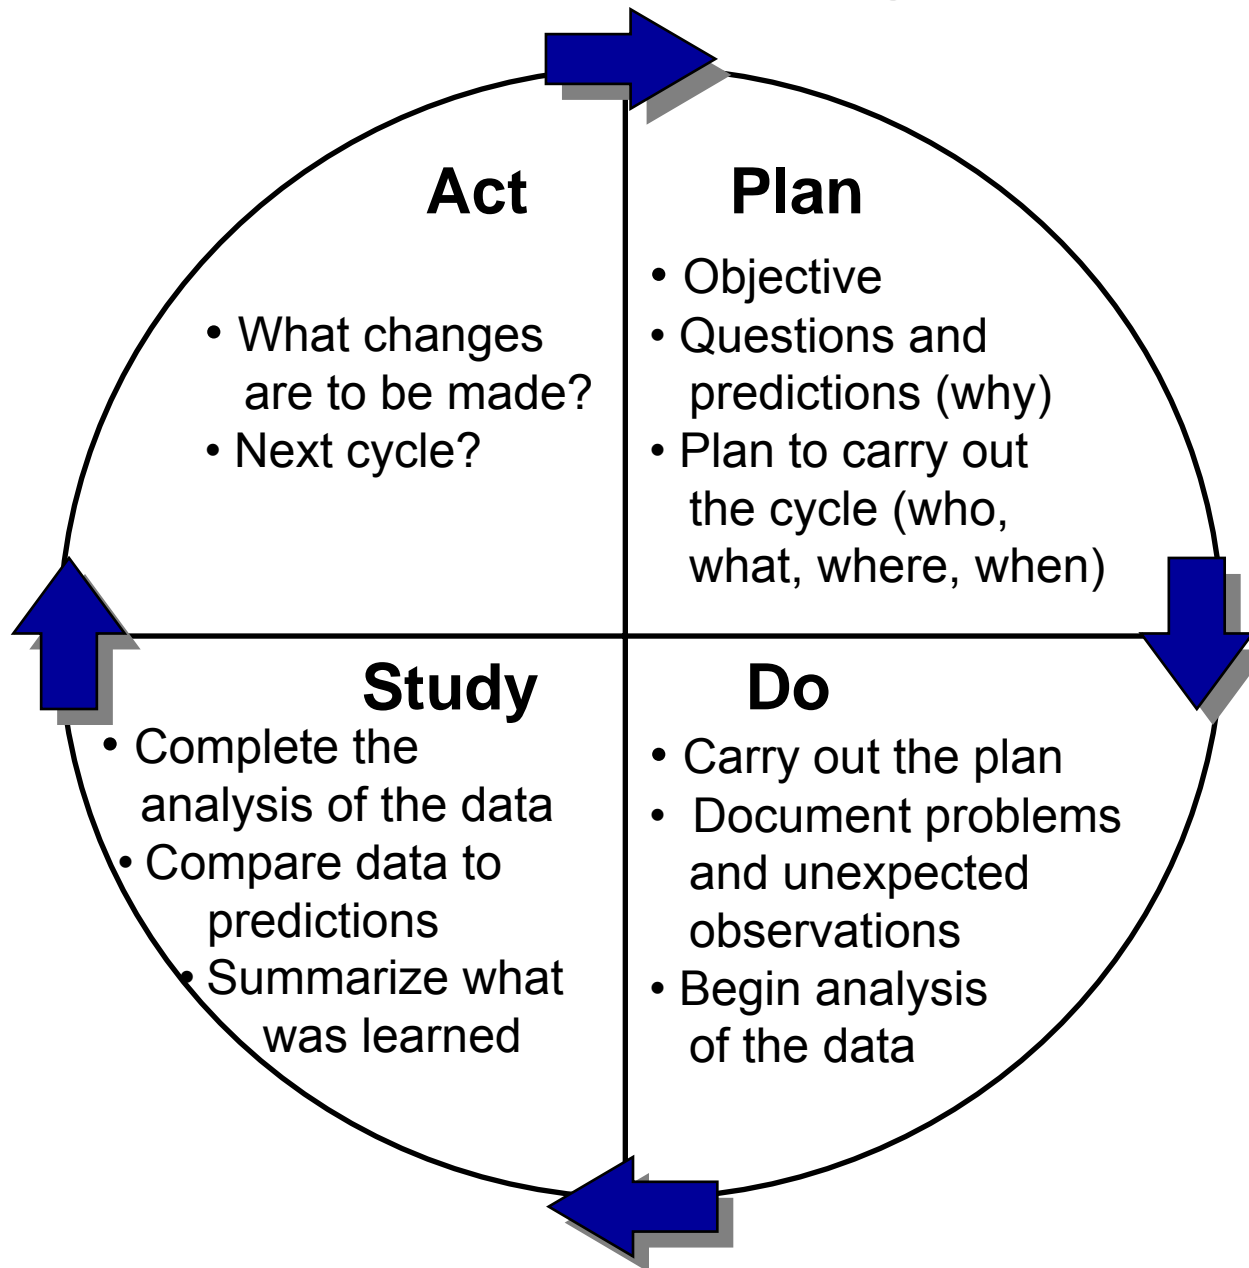 Act
• What changes
are to be made?
• Next cycle?
Plan
• Objective
• Questions and
predictions (why)
• Plan to carry out
the cycle (who,
what, where, when)
Study
• Complete the
analysis of the data
• Compare data to
predictions
• Summarize what
was learned
Do
• Carry out the plan
• Document problems
and unexpected
observations
• Begin analysis
of the data